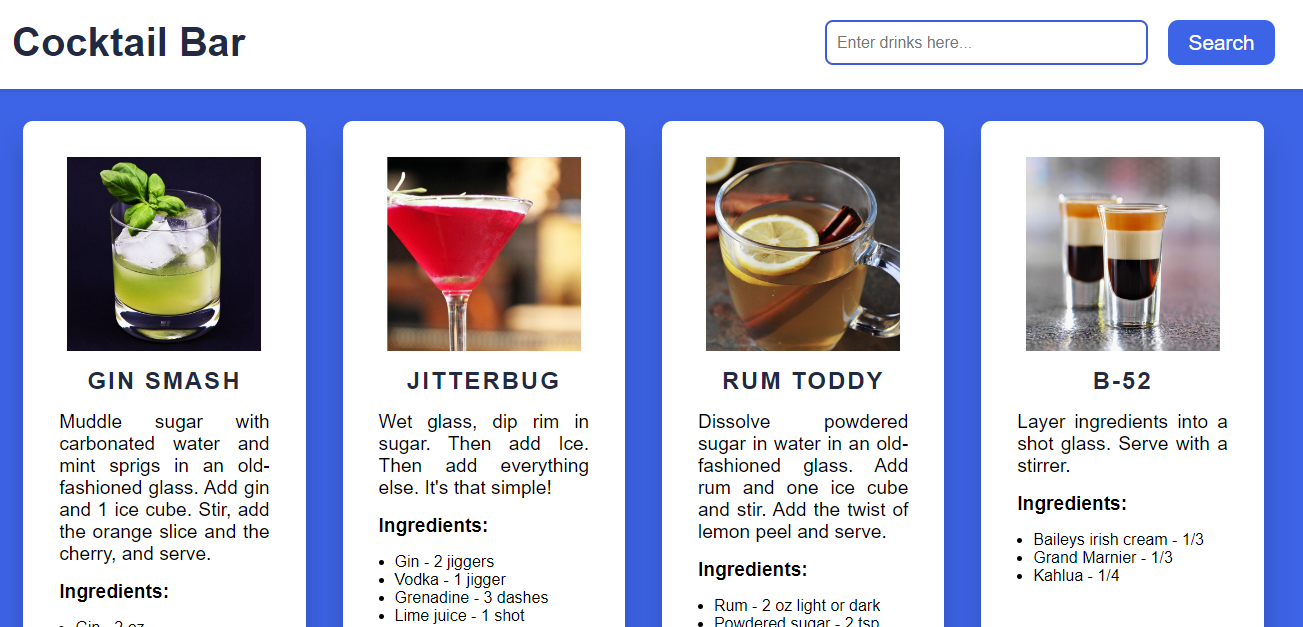 Cocktail Bar
Enter drinks here...
Search
GIN SMASH
Muddle sugar with
carbonated water and
mint sprigs in an old-
fashioned glass. Add gin
and 1 ice cube. Stir, add
the orange slice and the
cherry, and serve.
Ingredients:
Gin - 2 oz
JITTERBUG
Wet glass, dip rim in
sugar. Then add Ice.
Then add everything
else. It's that simple!
Ingredients:
Gin - 2 jiggers
Vodka - 1 jigger
Grenadine - 3 dashes
Lime juice - 1 shot
RUM TODDY
Dissolve powdered
sugar in water in an old-
fashioned glass. Add
rum and one ice cube
and stir. Add the twist of
lemon peel and serve.
Ingredients:
Rum - 2 oz light or dark
Powdered sugar - 2 tsp
B-52
Layer ingredients into a
shot glass. Serve with a
stirrer.
Ingredients:
Baileys irish cream - 1/3
Grand Marnier - 1/3
Kahlua - 1/4